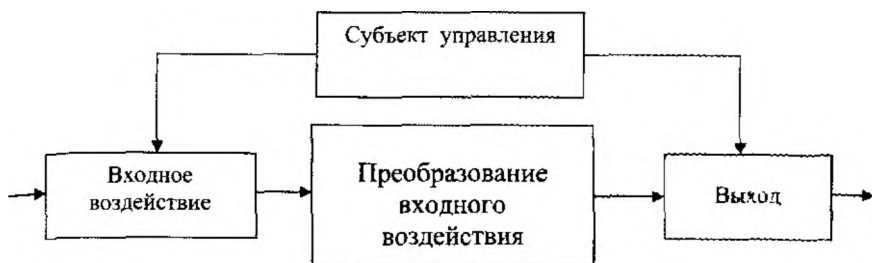 Субъект управления
Входное
воздействие
Преобразование
входного
воздействия
Выход